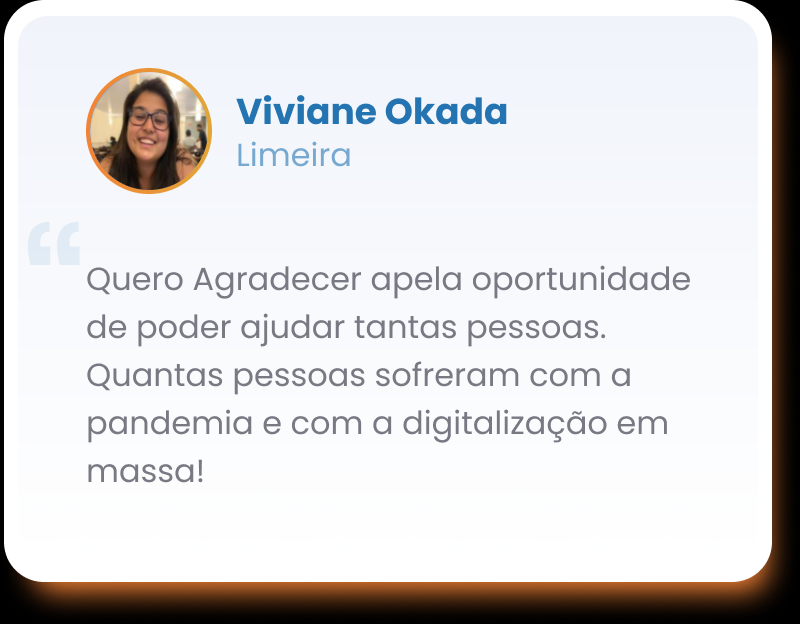 Viviane Okada
Limeira
“
Quero Agradecer apela oportunidade
de poder ajudar tantas pessoas.
Quantas pessoas sofreram com a
pandemia e com a digitalização em
massa!